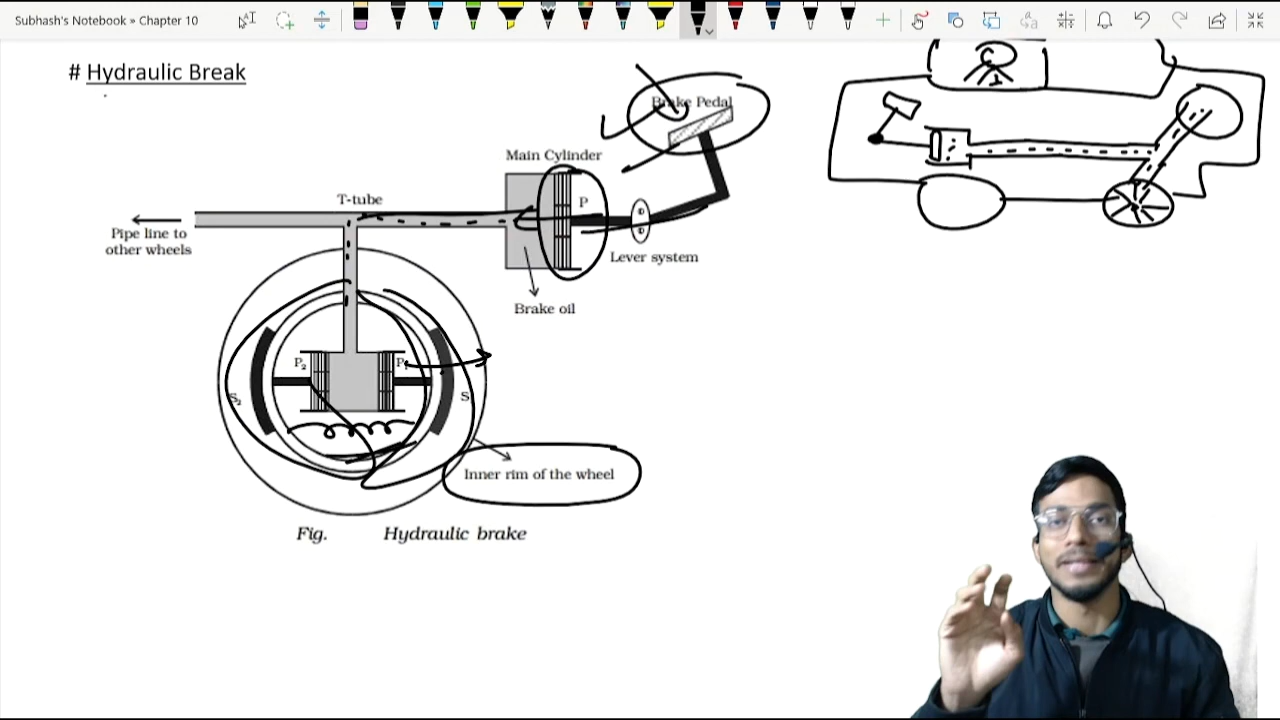 Subhash's Notebook » Chapter 10
# Hydraulic Break
Brake Pedal
Main Cylinder
T-tube
P
Pipe line to
other wheels
Lever system
Brake oil
P₂
P₁
S₂
S
Inner rim of the wheel
Fig. Hydraulic brake